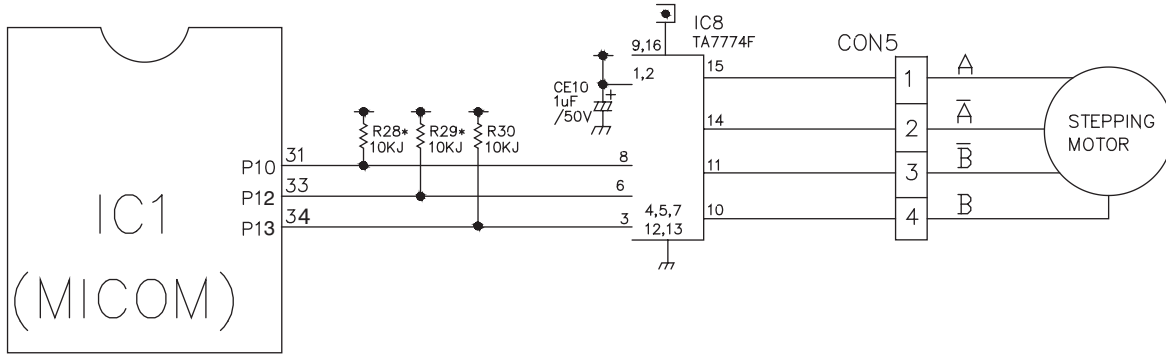 IC8
TA7774F
9,16
CON5
1,2
15
A
CE10
1uF
/50V
+
1
R28*
10KJ
R29*
10KJ
R30
10KJ
14
A̅
2
STEPPING
MOTOR
P10
31
8
11
B̅
3
P12
33
6
IC1
(MICOM)
P13
34
3
4,5,7
12,13
10
B
4